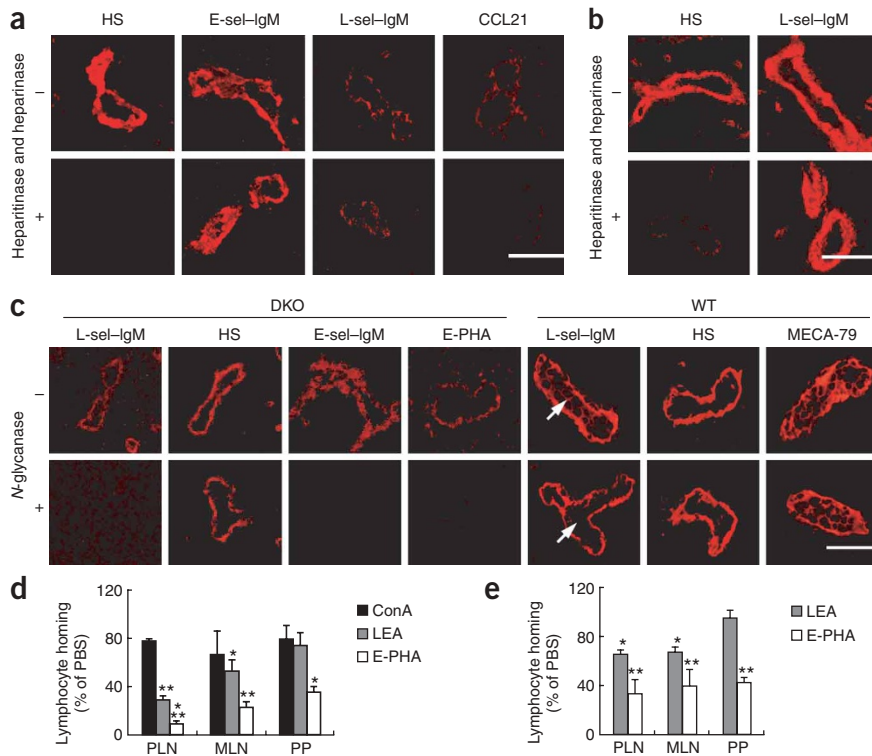 a
HS E-sel–IgM L-sel–IgM CCL21
Heparitinase and heparinase
–
+
b
HS L-sel–IgM
Heparitinase and heparinase
–
+
c
DKO WT
L-sel–IgM HS E-sel–IgM E-PHA L-sel–IgM HS MECA-79
N-glycanase
–
+
d
Lymphocyte homing
(% of PBS)
120
80
40
0
** * ** * ** *
PLN MLN PP
ConA
LEA
E-PHA
e
Lymphocyte homing
(% of PBS)
120
80
40
0
* ** * ** **
PLN MLN PP
LEA
E-PHA